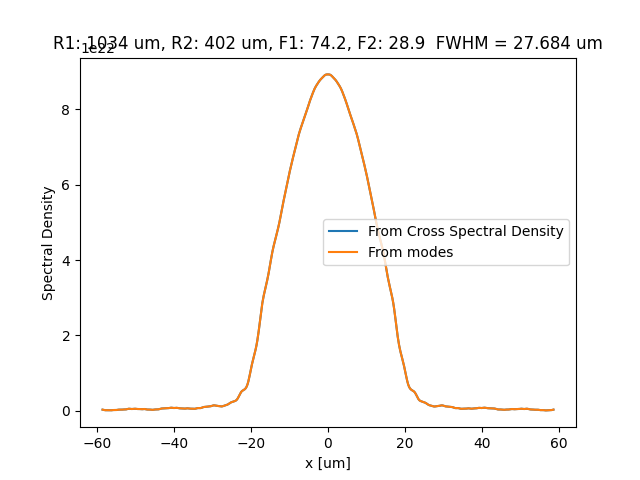 R1: 1034 um, R2: 402 um, F1: 74.2, F2: 28.9  FWHM = 27.684 um
1e22
8
6
4
2
0
Spectral Density
From Cross Spectral Density
From modes
−60 −40 −20 0 20 40 60
x [um]